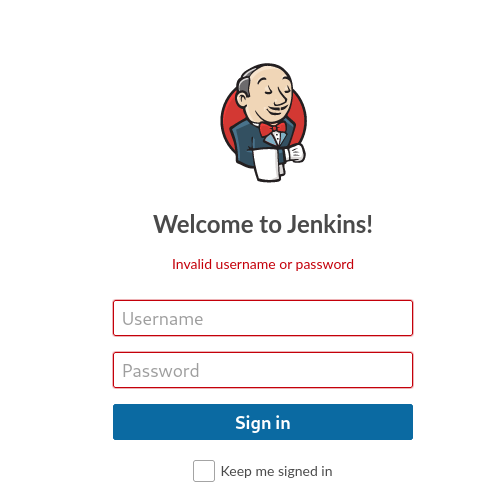 Welcome to Jenkins!
Invalid username or password
Username
Password
Sign in
Keep me signed in